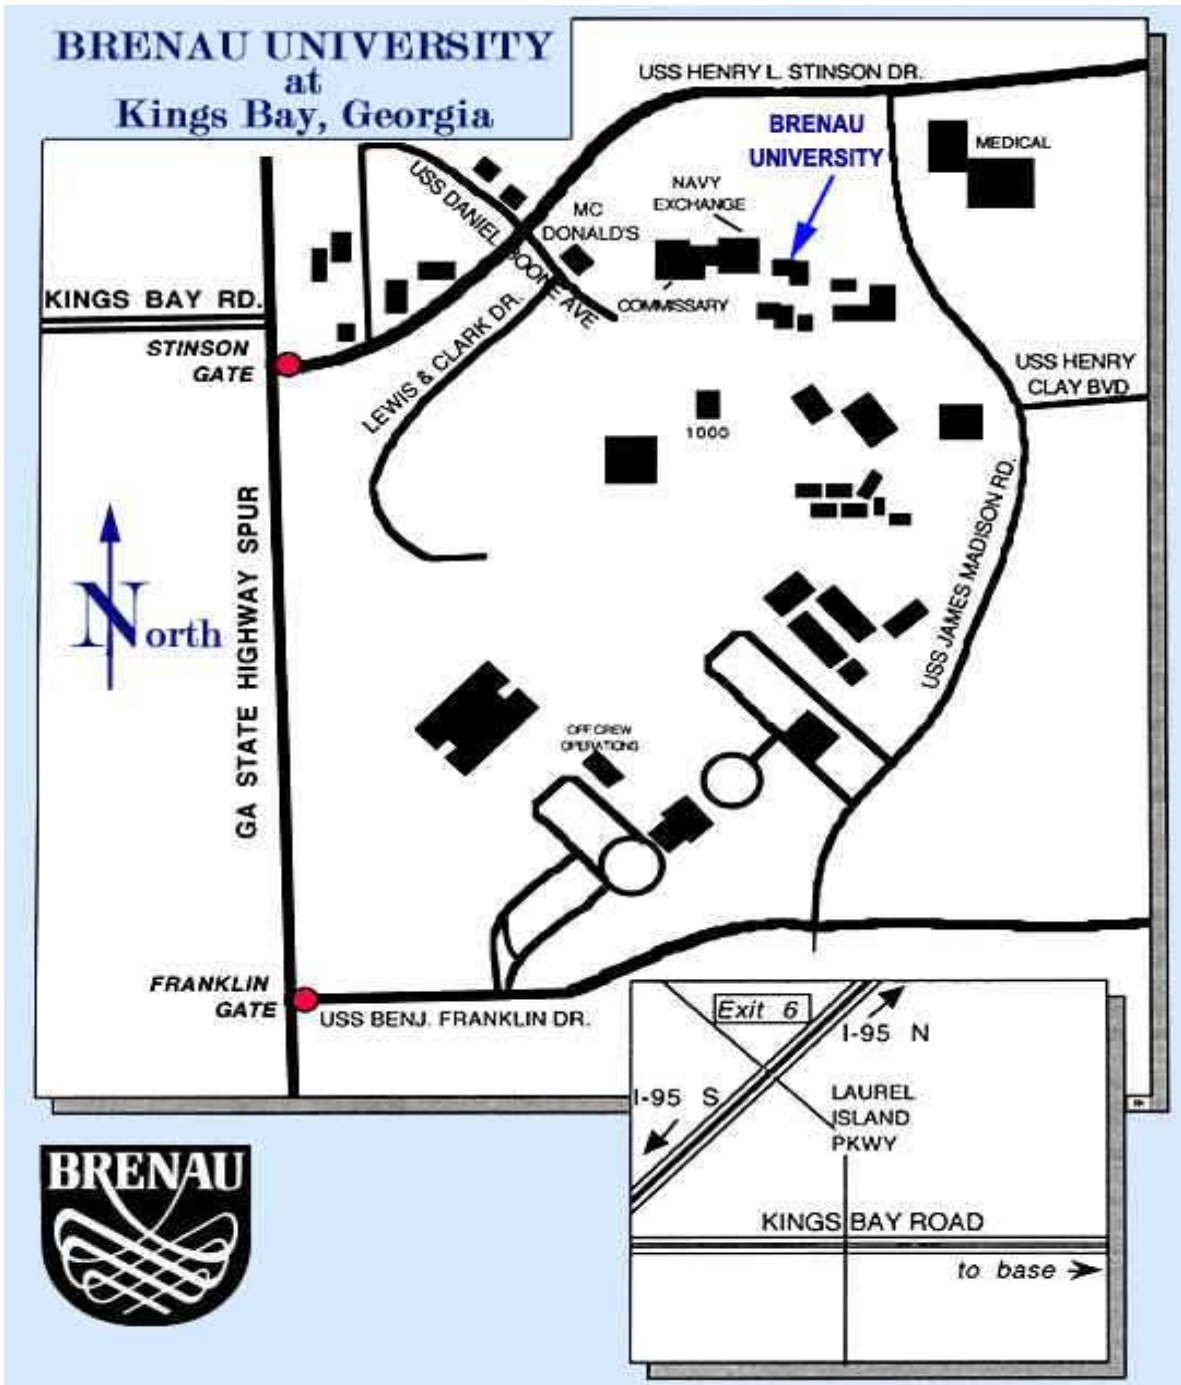 BRENAU UNIVERSITY
at
Kings Bay, Georgia
USS HENRY L. STINSON DR.
BRENAU
UNIVERSITY
MEDICAL
NAVY
EXCHANGE
USS DANIEL BOONE AVE
MC
DONALD'S
COMMISSARY
KINGS BAY RD.
STINSON
GATE
LEWIS & CLARK DR.
USS HENRY
CLAY BVD
1000
USS JAMES MADISON RD.
GA STATE HIGHWAY SPUR
North
OFF CREW
OPERATIONS
FRANKLIN
GATE
USS BENJ. FRANKLIN DR.
Exit 6
I-95 N
I-95 S
LAUREL
ISLAND
PKWY
KINGS BAY ROAD
to base
BRENAU